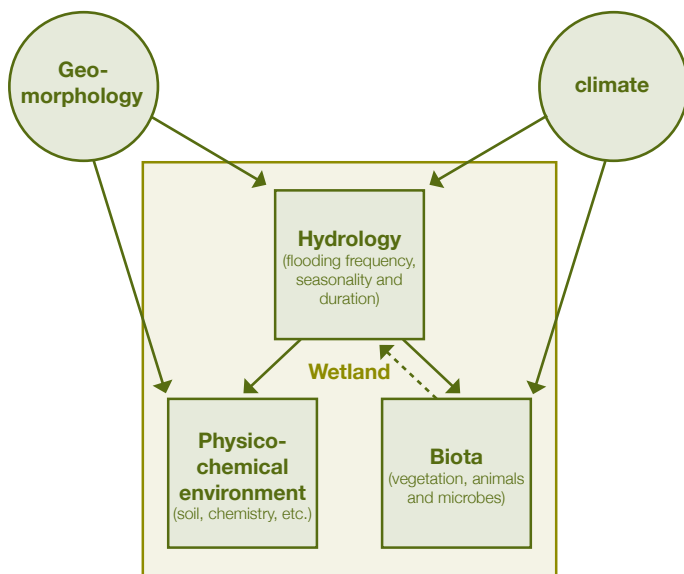 Geo-
morphology
climate
Hydrology
(flooding frequency,
seasonality and
duration)
Wetland
Physico-
chemical
environment
(soil, chemistry, etc.)
Biota
(vegetation, animals
and microbes)